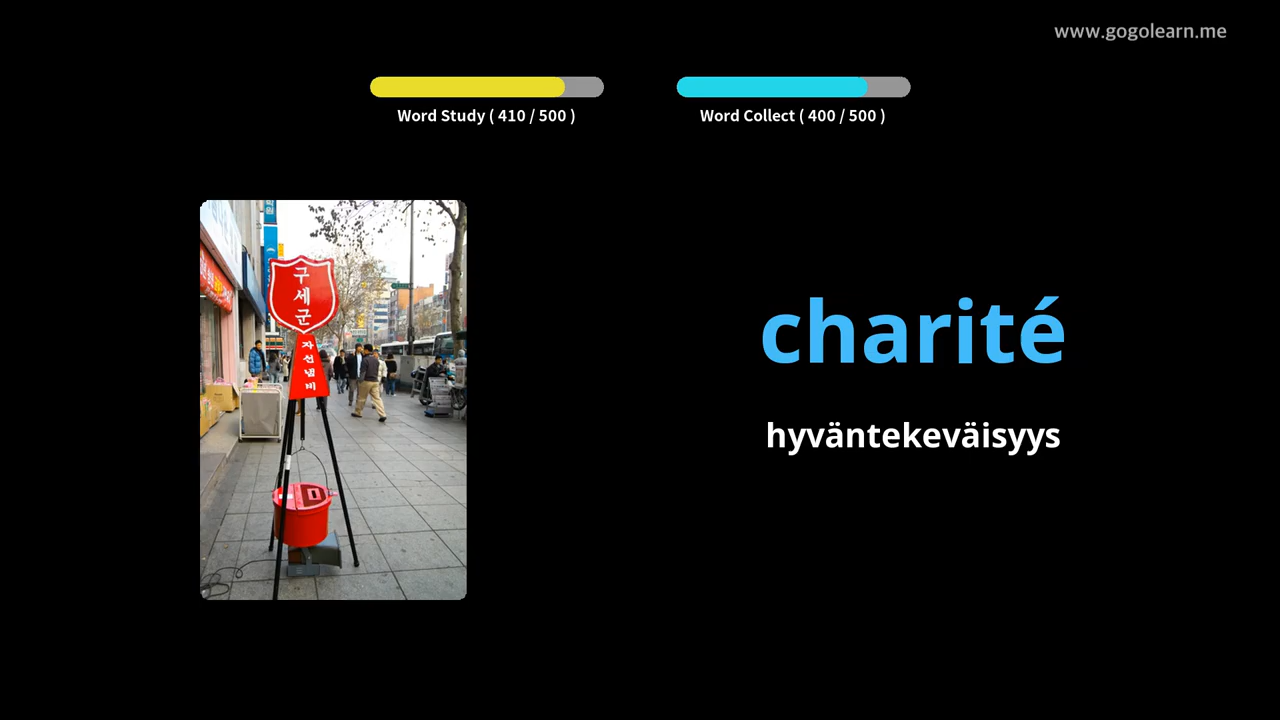 www.gogolearn.me
Word Study ( 410 / 500 )
Word Collect ( 400 / 500 )
구
세
군
자
선
냄
비
charité
hyväntekeväisyys